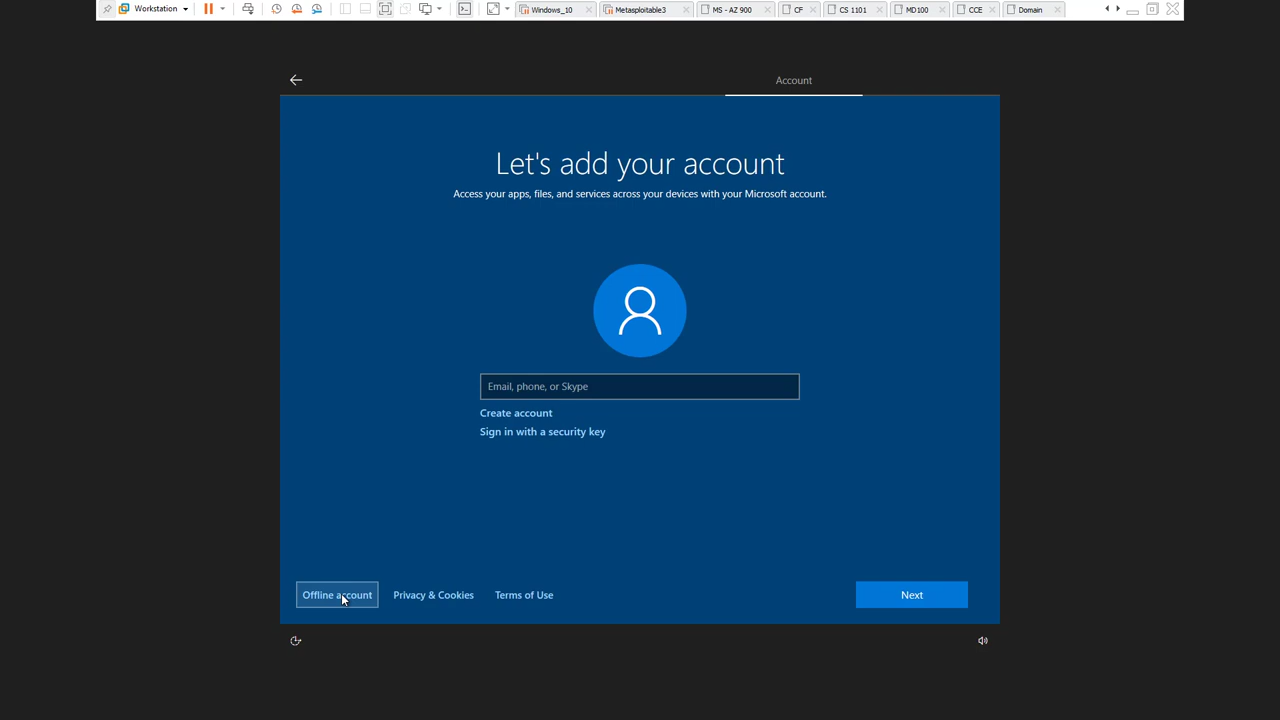 Workstation Windows_10 Metasploitable3 MS - AZ 900 CF CS 1101 MD100 CCE Domain
Account
Let's add your account
Access your apps, files, and services across your devices with your Microsoft account.
Email, phone, or Skype
Create account
Sign in with a security key
Offline account Privacy & Cookies Terms of Use Next